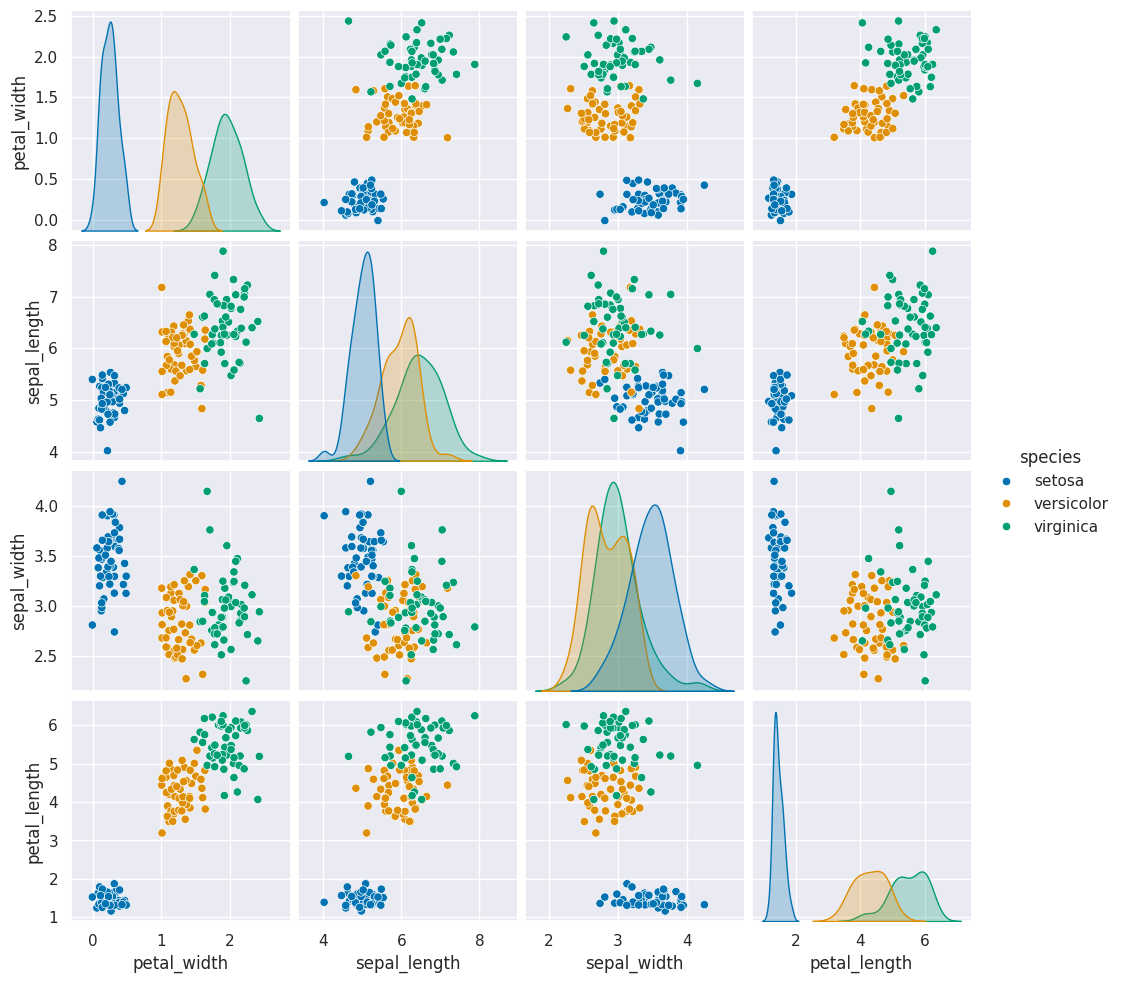 2.5
2.0
1.5
1.0
0.5
0.0
petal_width
8
7
6
5
4
sepal_length
4.0
3.5
3.0
2.5
sepal_width
species
setosa
versicolor
virginica
6
5
4
3
2
1
petal_length
0 1 2
4 6 8
2 3 4
2 4 6
petal_width
sepal_length
sepal_width
petal_length